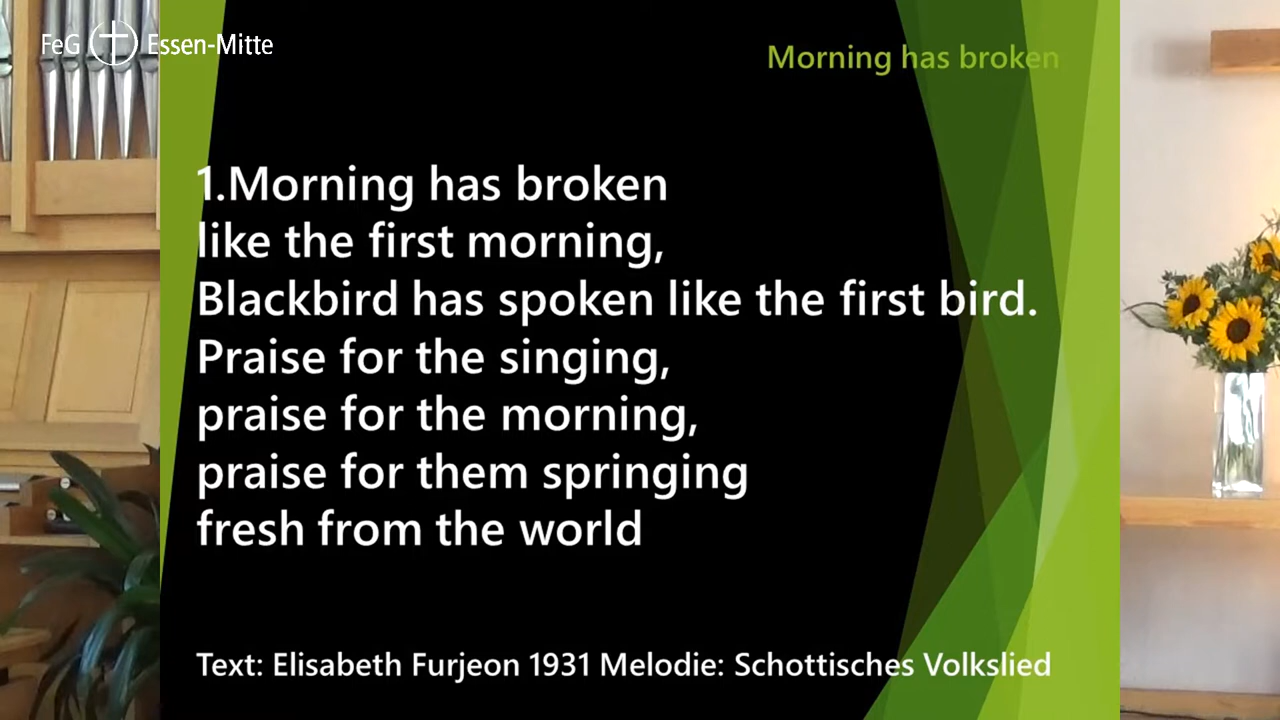 FeG Essen-Mitte
Morning has broken
1.Morning has broken
like the first morning,
Blackbird has spoken like the first bird.
Praise for the singing,
praise for the morning,
praise for them springing
fresh from the world
Text: Elisabeth Furjeon 1931 Melodie: Schottisches Volkslied